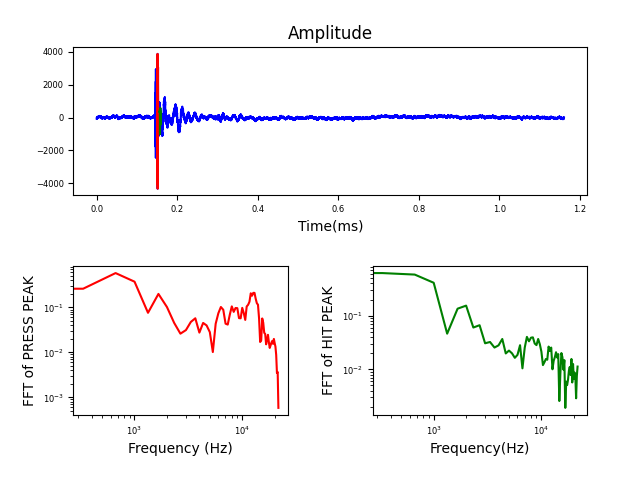 Amplitude
4000
2000
0
−2000
−4000
0.0 0.2 0.4 0.6 0.8 1.0 1.2
Time(ms)
FFT of PRESS PEAK
10⁻¹
10⁻²
10⁻³
10³ 10⁴
Frequency (Hz)
FFT of HIT PEAK
10⁻¹
10⁻²
10³ 10⁴
Frequency(Hz)